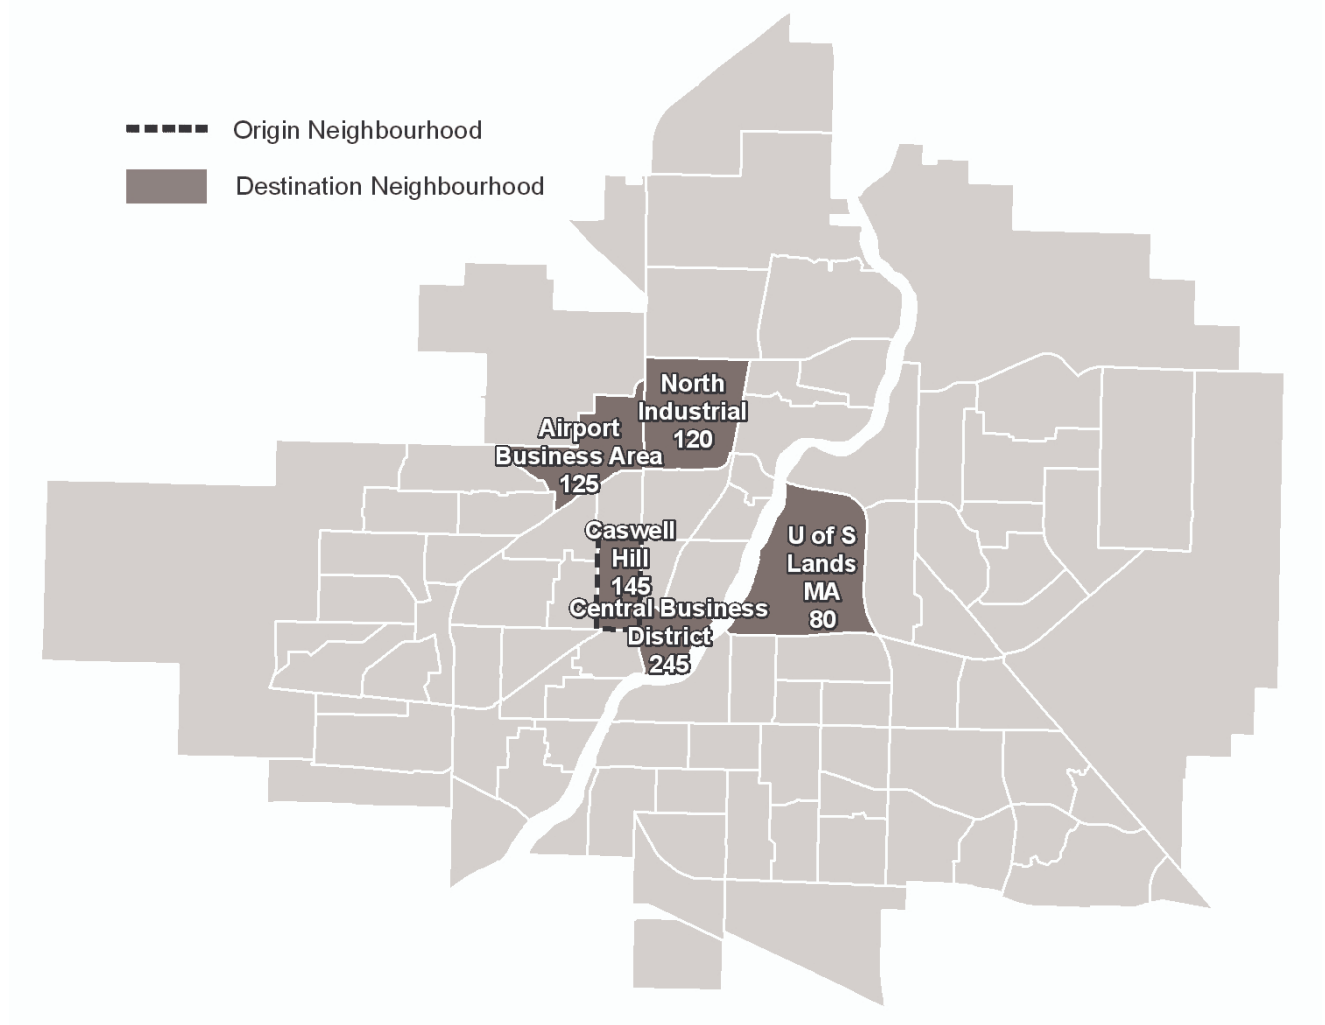 Origin Neighbourhood
Destination Neighbourhood
North
Industrial
120
Airport
Business Area
125
Caswell
Hill
145
U of S
Lands
MA
80
Central Business
District
245